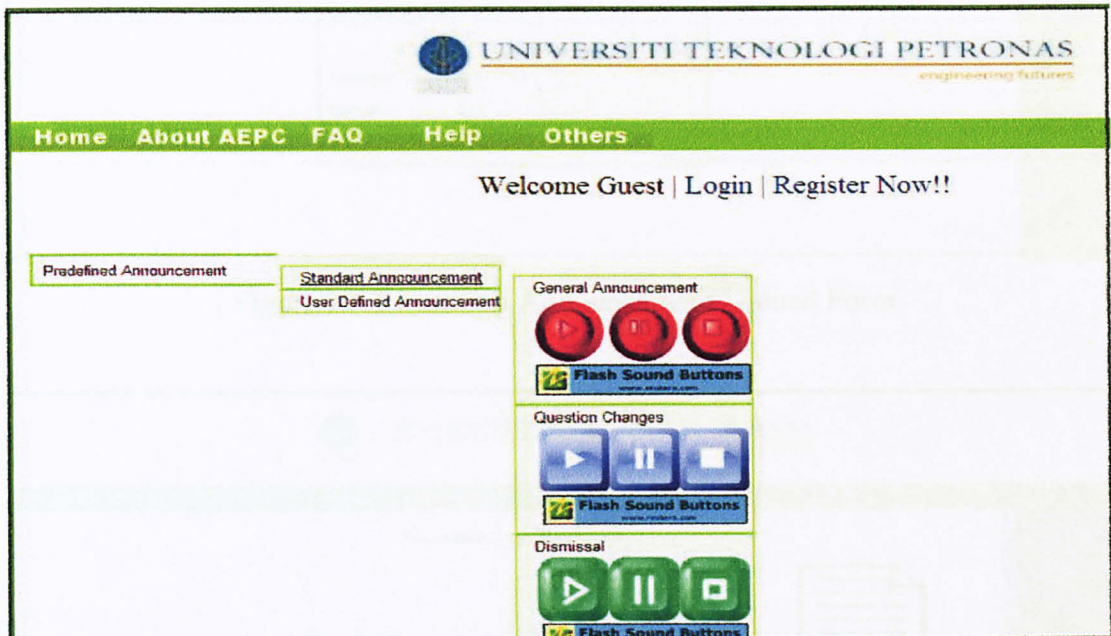 UNIVERSITI TEKNOLOGI PETRONAS
engineering futures
Home About AEPC FAQ Help Others
Welcome Guest | Login | Register Now!!
Predefined Announcement
Standard Announcement
User Defined Announcement
General Announcement
Flash Sound Buttons
Question Changes
Flash Sound Buttons
Dismissal
Flash Sound Buttons